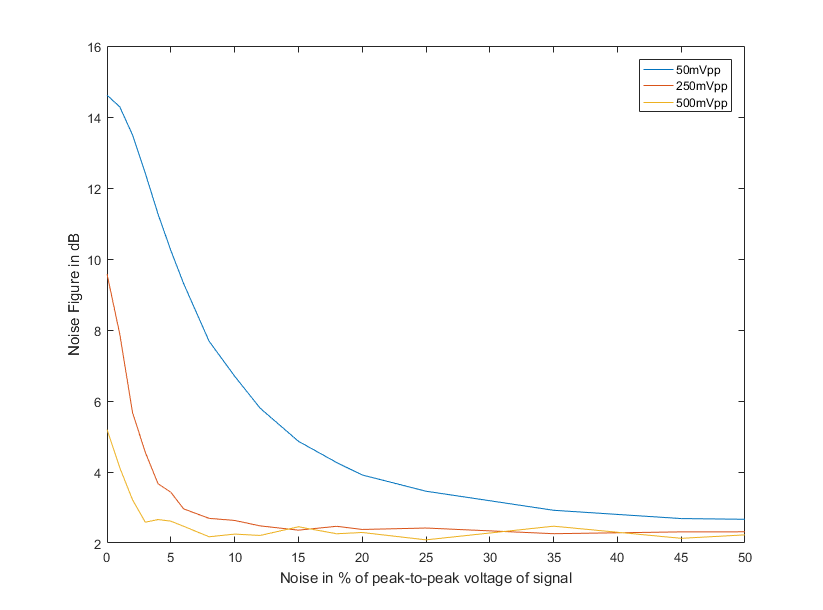 16
14
12
10
8
6
4
2
Noise Figure in dB
50mVpp
250mVpp
500mVpp
0 5 10 15 20 25 30 35 40 45 50
Noise in % of peak-to-peak voltage of signal